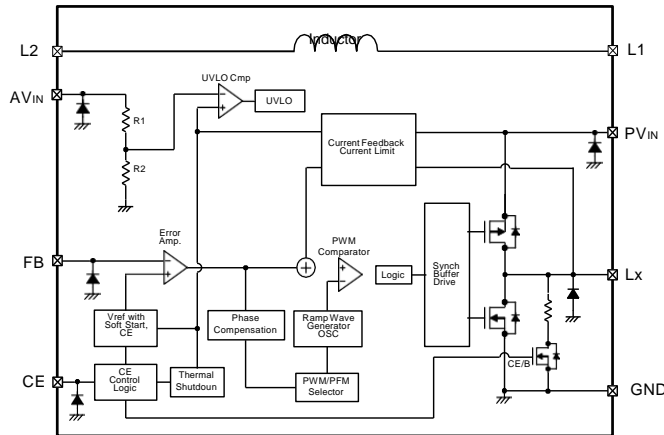 Inductor
L2
L1
UVLO Cmp
AVIN
UVLO
R1
PVIN
Current Feedback
Current Limit
R2
Error
Amp.
PWM
Comparator
FB
Logic
Synch
Buffer
Drive
Lx
Vref with
Soft Start,
CE
Phase
Compensation
Ramp Wave
Generator
OSC
CE
CE
Control
Logic
Thermal
Shutdoun
PWM/PFM
Selector
CE/B
GND